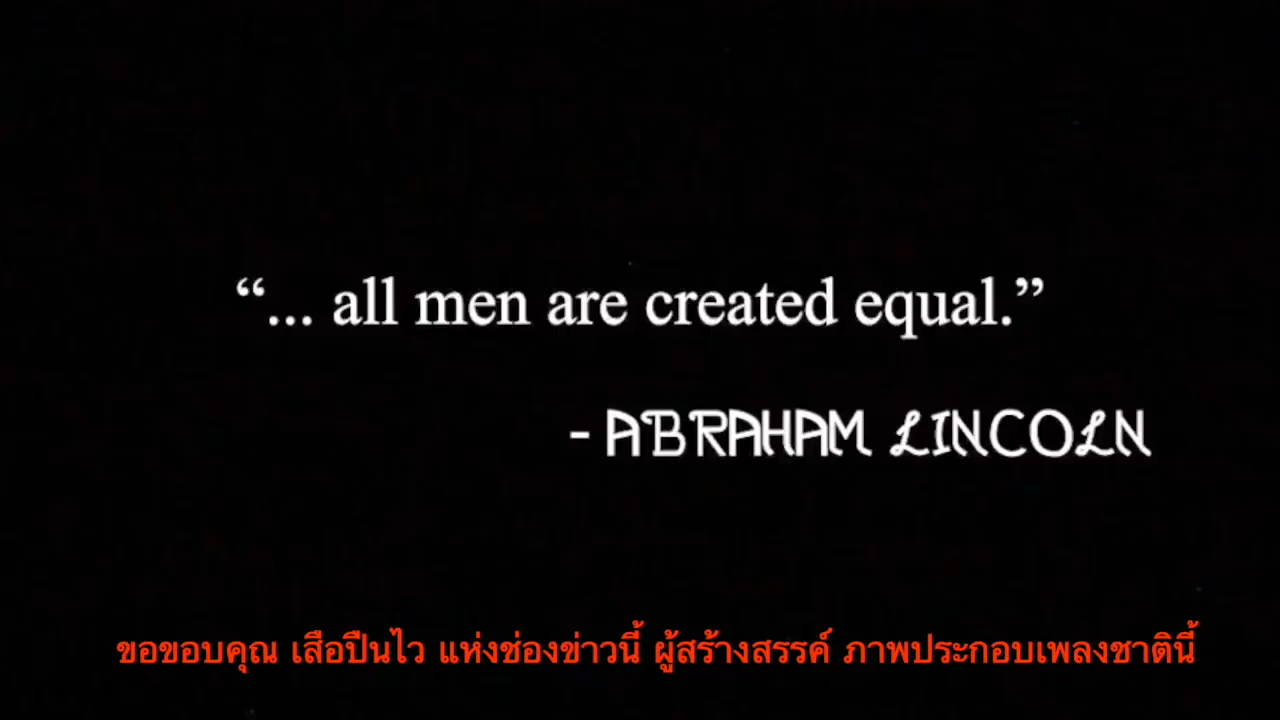 “... all men are created equal.”
- ABRAHAM LINCOLN
ขอขอบคุณ เสือปืนไว แห่งช่องข่าวนี้ ผู้สร้างสรรค์ ภาพประกอบเพลงชาตินี้